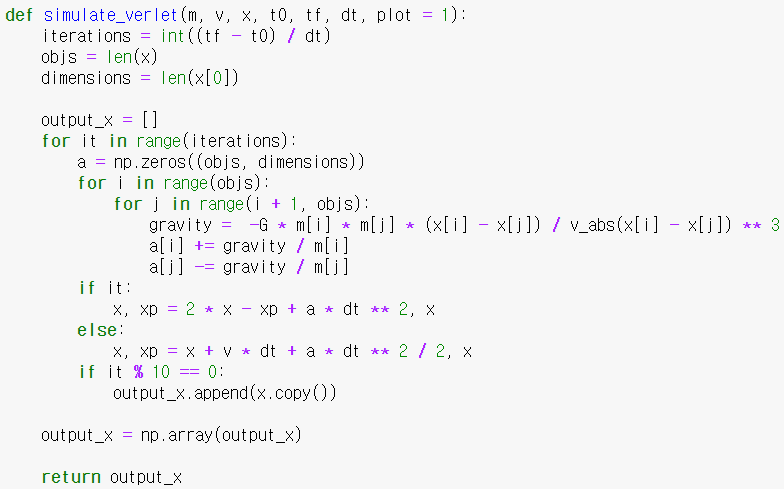 def simulate_verlet(m, v, x, t0, tf, dt, plot = 1):
    iterations = int((tf - t0) / dt)
    objs = len(x)
    dimensions = len(x[0])

    output_x = []
    for it in range(iterations):
        a = np.zeros((objs, dimensions))
        for i in range(objs):
            for j in range(i + 1, objs):
                gravity =  -G * m[i] * m[j] * (x[i] - x[j]) / v_abs(x[i] - x[j]) ** 3
                a[i] += gravity / m[i]
                a[j] -= gravity / m[j]
        if it:
            x, xp = 2 * x - xp + a * dt ** 2, x
        else:
            x, xp = x + v * dt + a * dt ** 2 / 2, x
        if it % 10 == 0:
            output_x.append(x.copy())

    output_x = np.array(output_x)

    return output_x